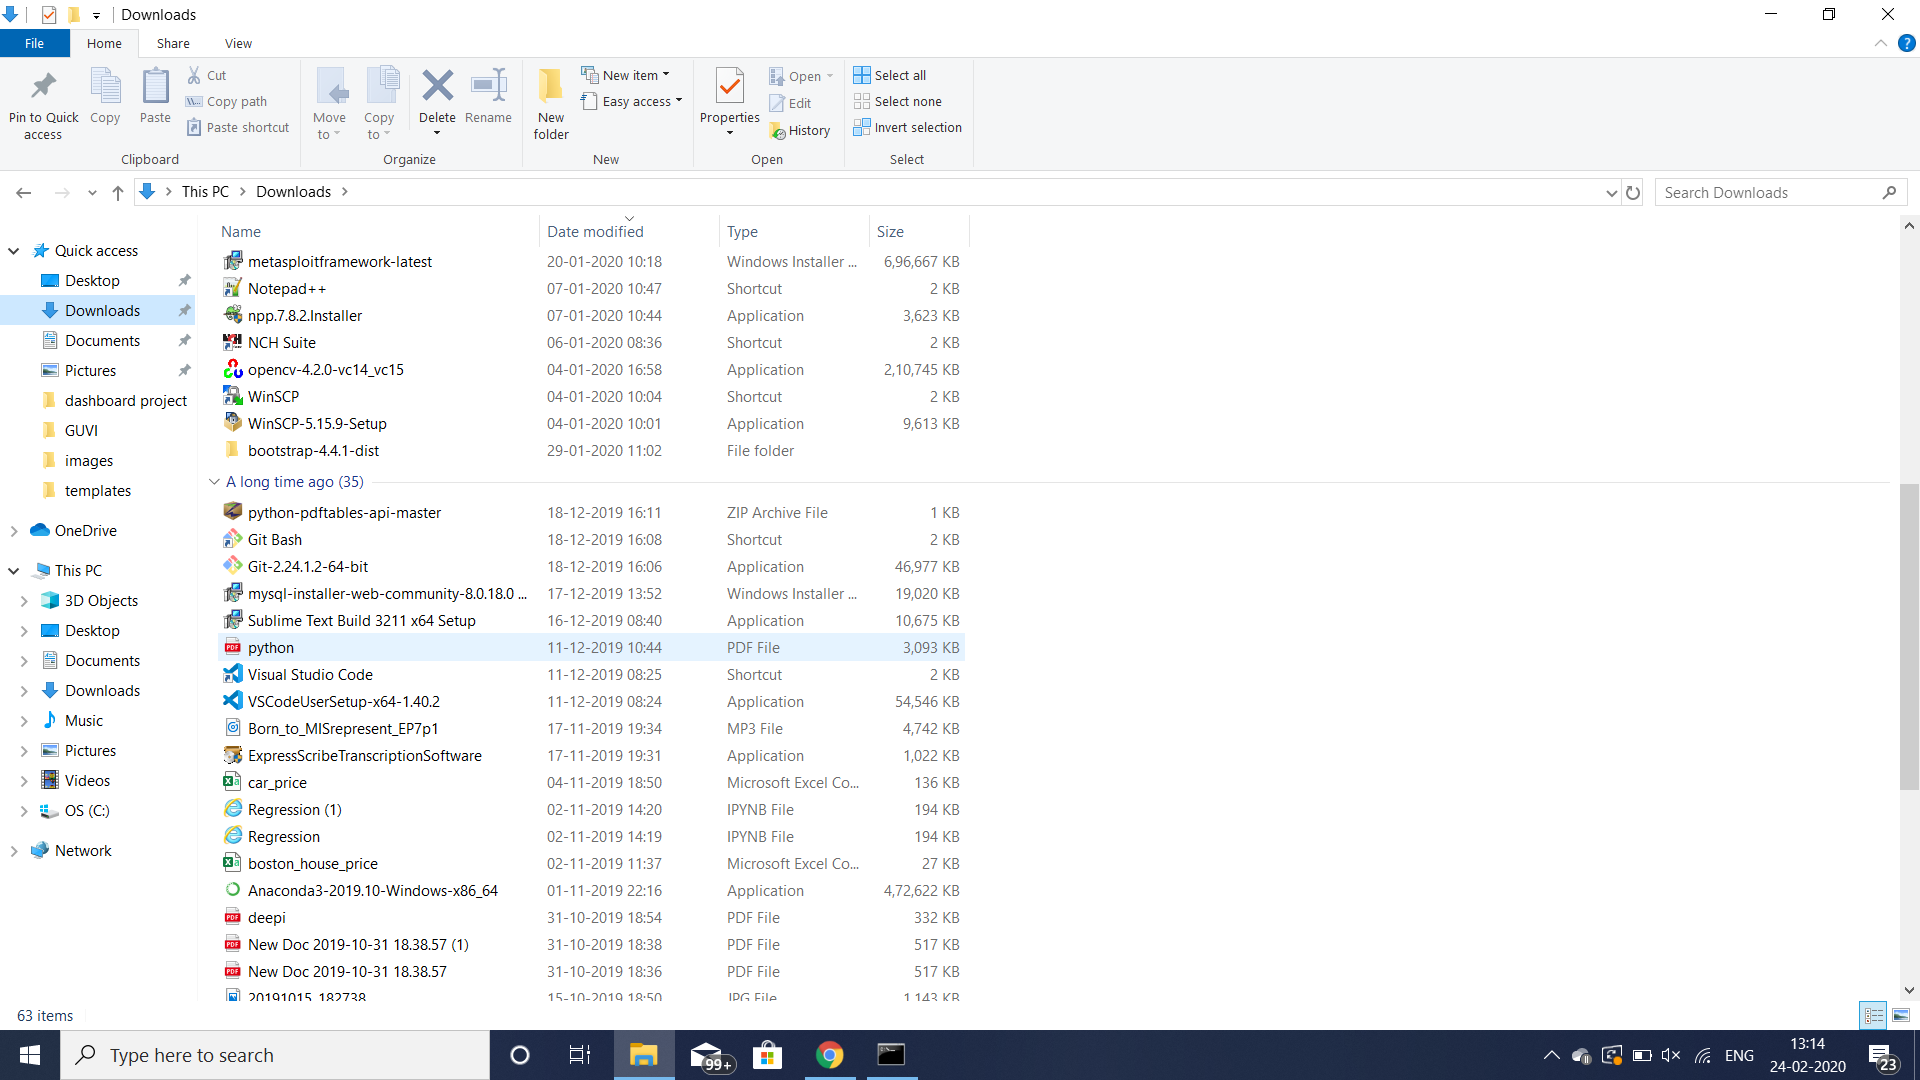 Downloads
File Home Share View
Pin to Quick access
Copy
Paste
Cut
Copy path
Paste shortcut
Clipboard
Move to
Copy to
Delete
Rename
Organize
New folder
New item
Easy access
New
Properties
Open
Edit
History
Open
Select all
Select none
Invert selection
Select
This PC Downloads
Search Downloads
Quick access
Desktop
Downloads
Documents
Pictures
dashboard project
GUVI
images
templates
OneDrive
This PC
3D Objects
Desktop
Documents
Downloads
Music
Pictures
Videos
OS (C:)
Network
Name Date modified Type Size
metasploitframework-latest 20-01-2020 10:18 Windows Installer ... 6,96,667 KB
Notepad++ 07-01-2020 10:47 Shortcut 2 KB
npp.7.8.2.Installer 07-01-2020 10:44 Application 3,623 KB
NCH Suite 06-01-2020 08:36 Shortcut 2 KB
opencv-4.2.0-vc14_vc15 04-01-2020 16:58 Application 2,10,745 KB
WinSCP 04-01-2020 10:04 Shortcut 2 KB
WinSCP-5.15.9-Setup 04-01-2020 10:01 Application 9,613 KB
bootstrap-4.4.1-dist 29-01-2020 11:02 File folder
A long time ago (35)
python-pdftables-api-master 18-12-2019 16:11 ZIP Archive File 1 KB
Git Bash 18-12-2019 16:08 Shortcut 2 KB
Git-2.24.1.2-64-bit 18-12-2019 16:06 Application 46,977 KB
mysql-installer-web-community-8.0.18.0 ... 17-12-2019 13:52 Windows Installer ... 19,020 KB
Sublime Text Build 3211 x64 Setup 16-12-2019 08:40 Application 10,675 KB
python 11-12-2019 10:44 PDF File 3,093 KB
Visual Studio Code 11-12-2019 08:25 Shortcut 2 KB
VSCodeUserSetup-x64-1.40.2 11-12-2019 08:24 Application 54,546 KB
Born_to_MISrepresent_EP7p1 17-11-2019 19:34 MP3 File 4,742 KB
ExpressScribeTranscriptionSoftware 17-11-2019 19:31 Application 1,022 KB
car_price 04-11-2019 18:50 Microsoft Excel Co... 136 KB
Regression (1) 02-11-2019 14:20 IPYNB File 194 KB
Regression 02-11-2019 14:19 IPYNB File 194 KB
boston_house_price 02-11-2019 11:37 Microsoft Excel Co... 27 KB
Anaconda3-2019.10-Windows-x86_64 01-11-2019 22:16 Application 4,72,622 KB
deepi 31-10-2019 18:54 PDF File 332 KB
New Doc 2019-10-31 18.38.57 (1) 31-10-2019 18:38 PDF File 517 KB
New Doc 2019-10-31 18.38.57 31-10-2019 18:36 PDF File 517 KB
20191015_182738 15-10-2019 18:50 JPG File 1,143 KB
63 items
Type here to search
99+
ENG
13:14
24-02-2020
23